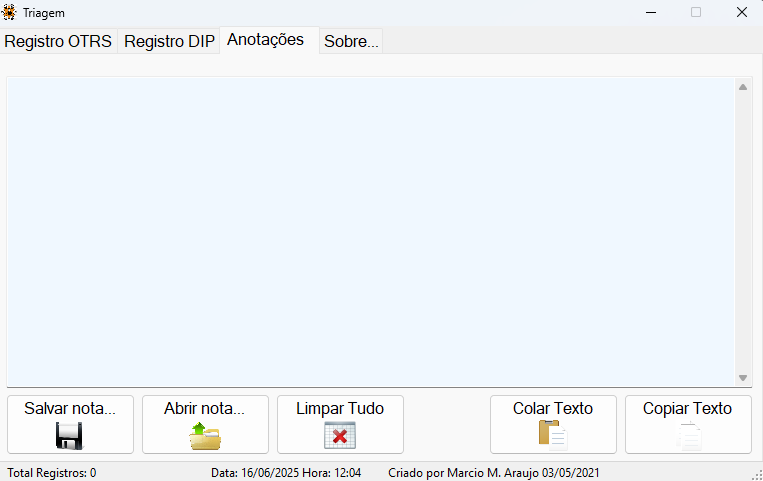 Triagem
Registro OTRS Registro DIP Anotações Sobre...
Salvar nota... Abrir nota... Limpar Tudo Colar Texto Copiar Texto
Total Registros: 0 Data: 16/06/2025 Hora: 12:04 Criado por Marcio M. Araujo 03/05/2021